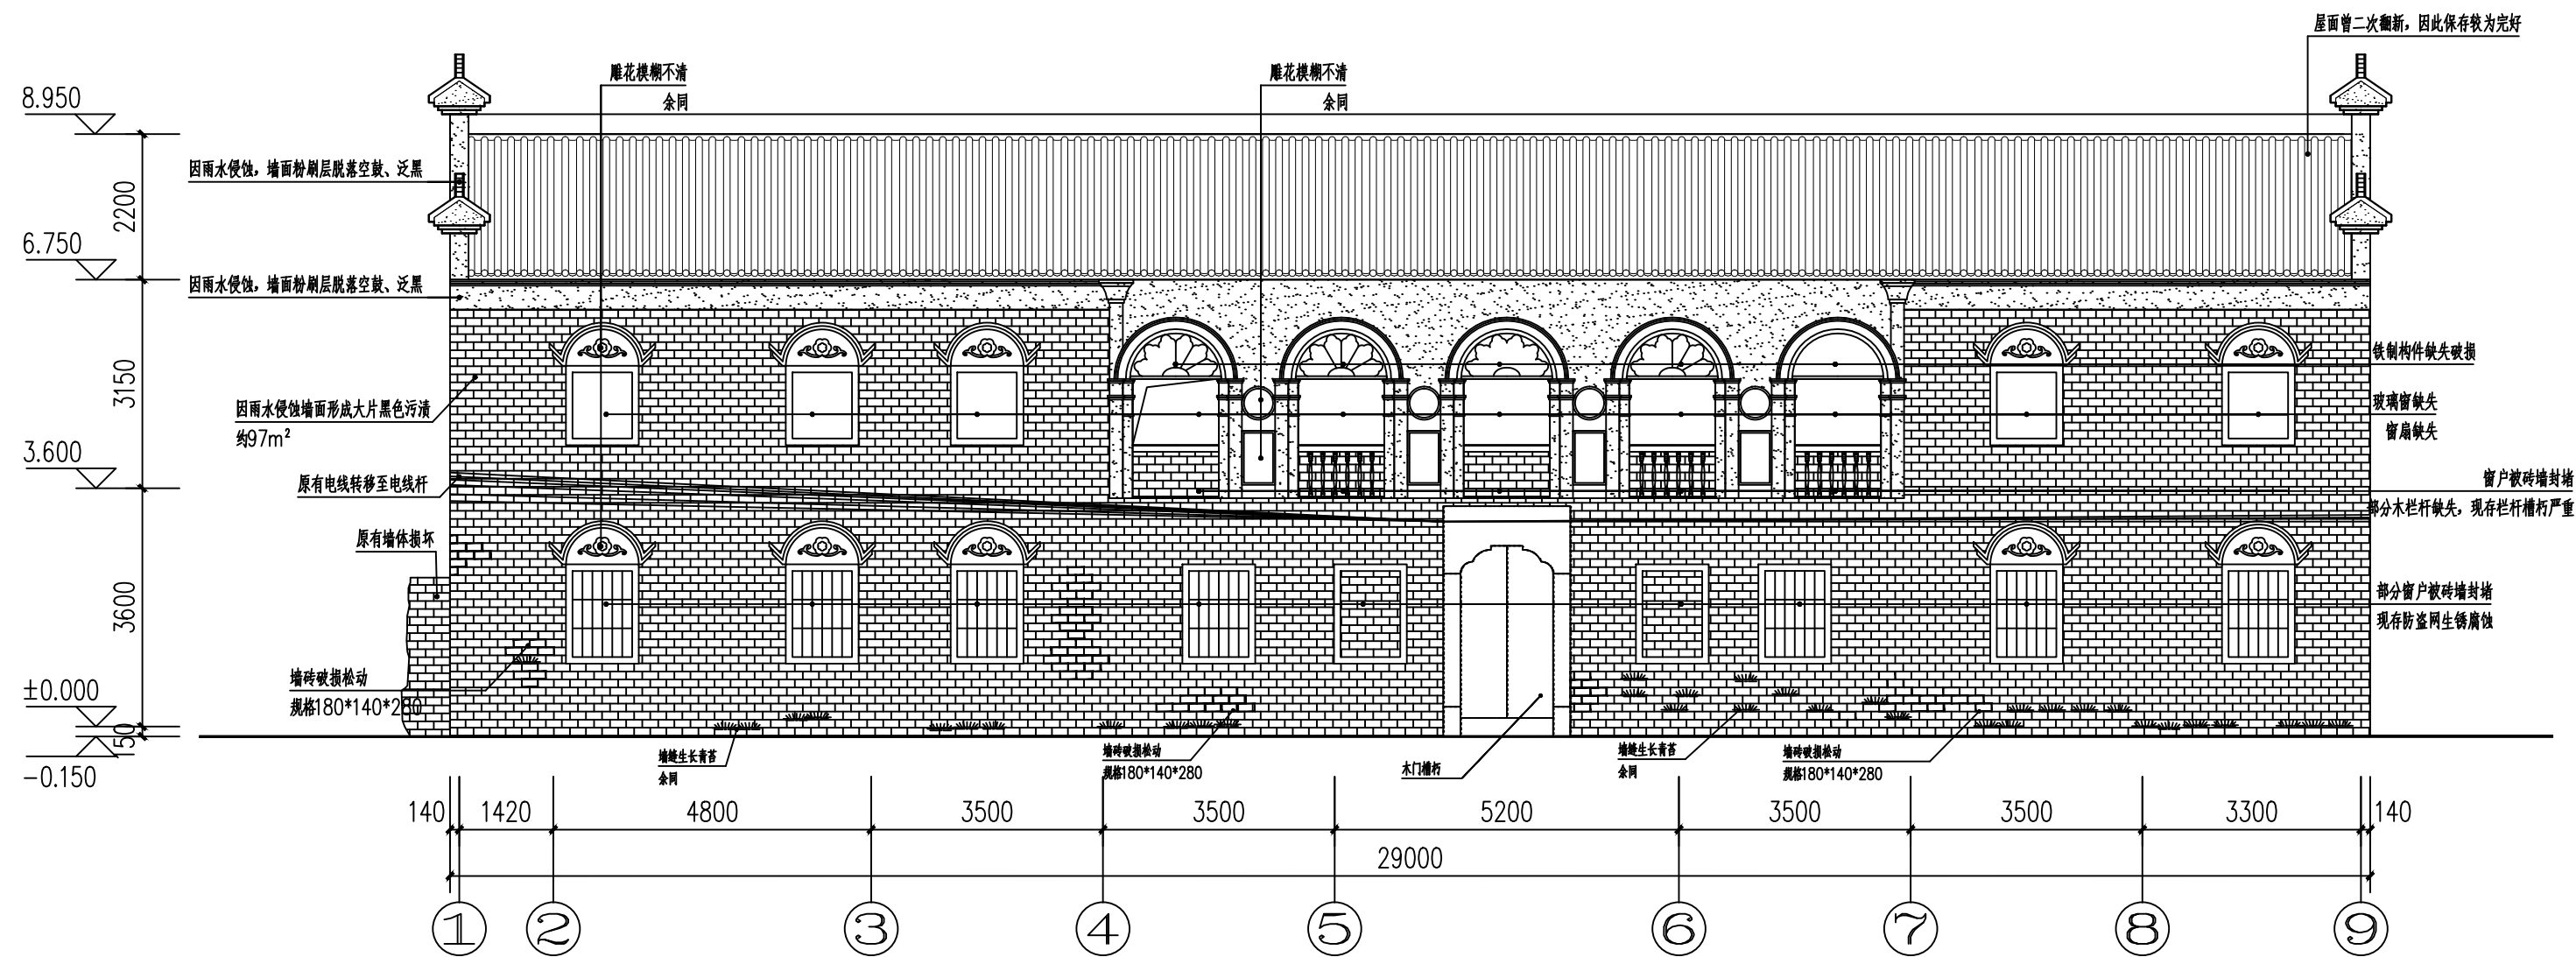 屋面曾二次翻新，因此保存较为完好
雕花模糊不清
余同
雕花模糊不清
余同
8.950
因雨水侵蚀，墙面粉刷层脱落空鼓、泛黑
2200
6.750
因雨水侵蚀，墙面粉刷层脱落空鼓、泛黑
铁制构件缺失破损
3150
因雨水侵蚀墙面形成大片黑色污渍
约97m²
玻璃窗缺失
窗扇缺失
3.600
原有电线转移至电线杆
窗户被砖墙封堵
部分木栏杆缺失，现存栏杆槽朽严重
原有墙体损坏
3600
部分窗户被砖墙封堵
现存防盗网生锈腐蚀
墙砖破损松动
规格180*140*280
±0.000
150
-0.150
墙缝生长青苔
余同
墙砖破损松动
规格180*140*280
木门槽朽
墙缝生长青苔
余同
墙砖破损松动
规格180*140*280
140 1420 4800 3500 3500 5200 3500 3500 3300 140
29000
1 2 3 4 5 6 7 8 9